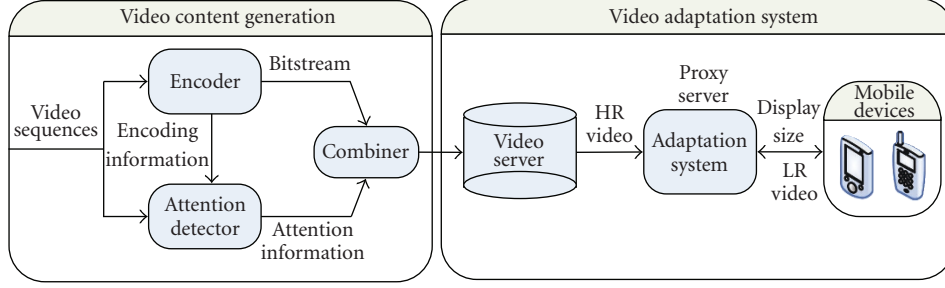 Video content generation
Video
sequences
Encoder
Bitstream
Encoding
information
Attention
detector
Attention
information
Combiner
Video adaptation system
Video
server
HR
video
Proxy
server
Adaptation
system
Display
size
LR
video
Mobile
devices